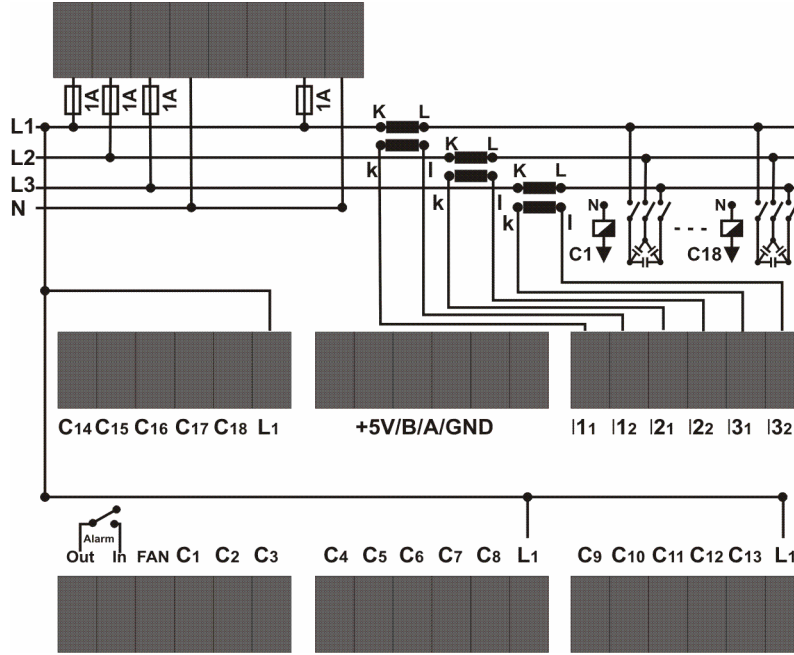 1A 1A 1A 1A
K L
L1
K L
L2
k l
K L
L3
k l
N
k l
N N
C1 - - - - C18
C14 C15 C16 C17 C18 L1
+5V/B/A/GND
I11 I12 I21 I22 I31 I32
Alarm
Out In FAN C1 C2 C3
C4 C5 C6 C7 C8 L1
C9 C10 C11 C12 C13 L1